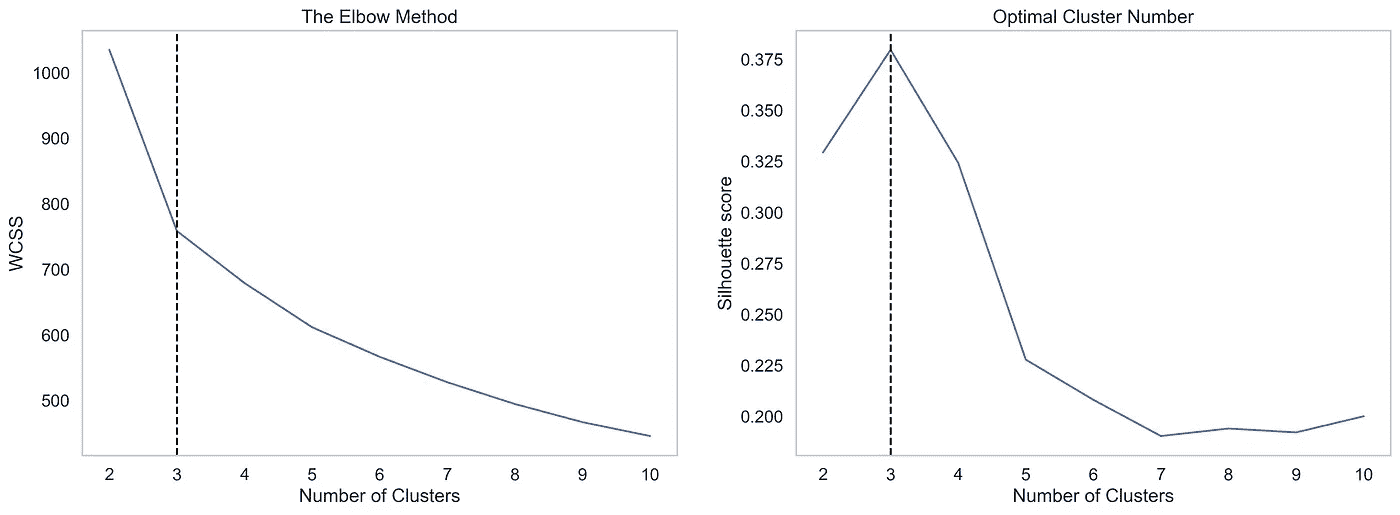 The Elbow Method
WCSS
1000
900
800
700
600
500
2 3 4 5 6 7 8 9 10
Number of Clusters
Optimal Cluster Number
Silhouette score
0.375
0.350
0.325
0.300
0.275
0.250
0.225
0.200
2 3 4 5 6 7 8 9 10
Number of Clusters